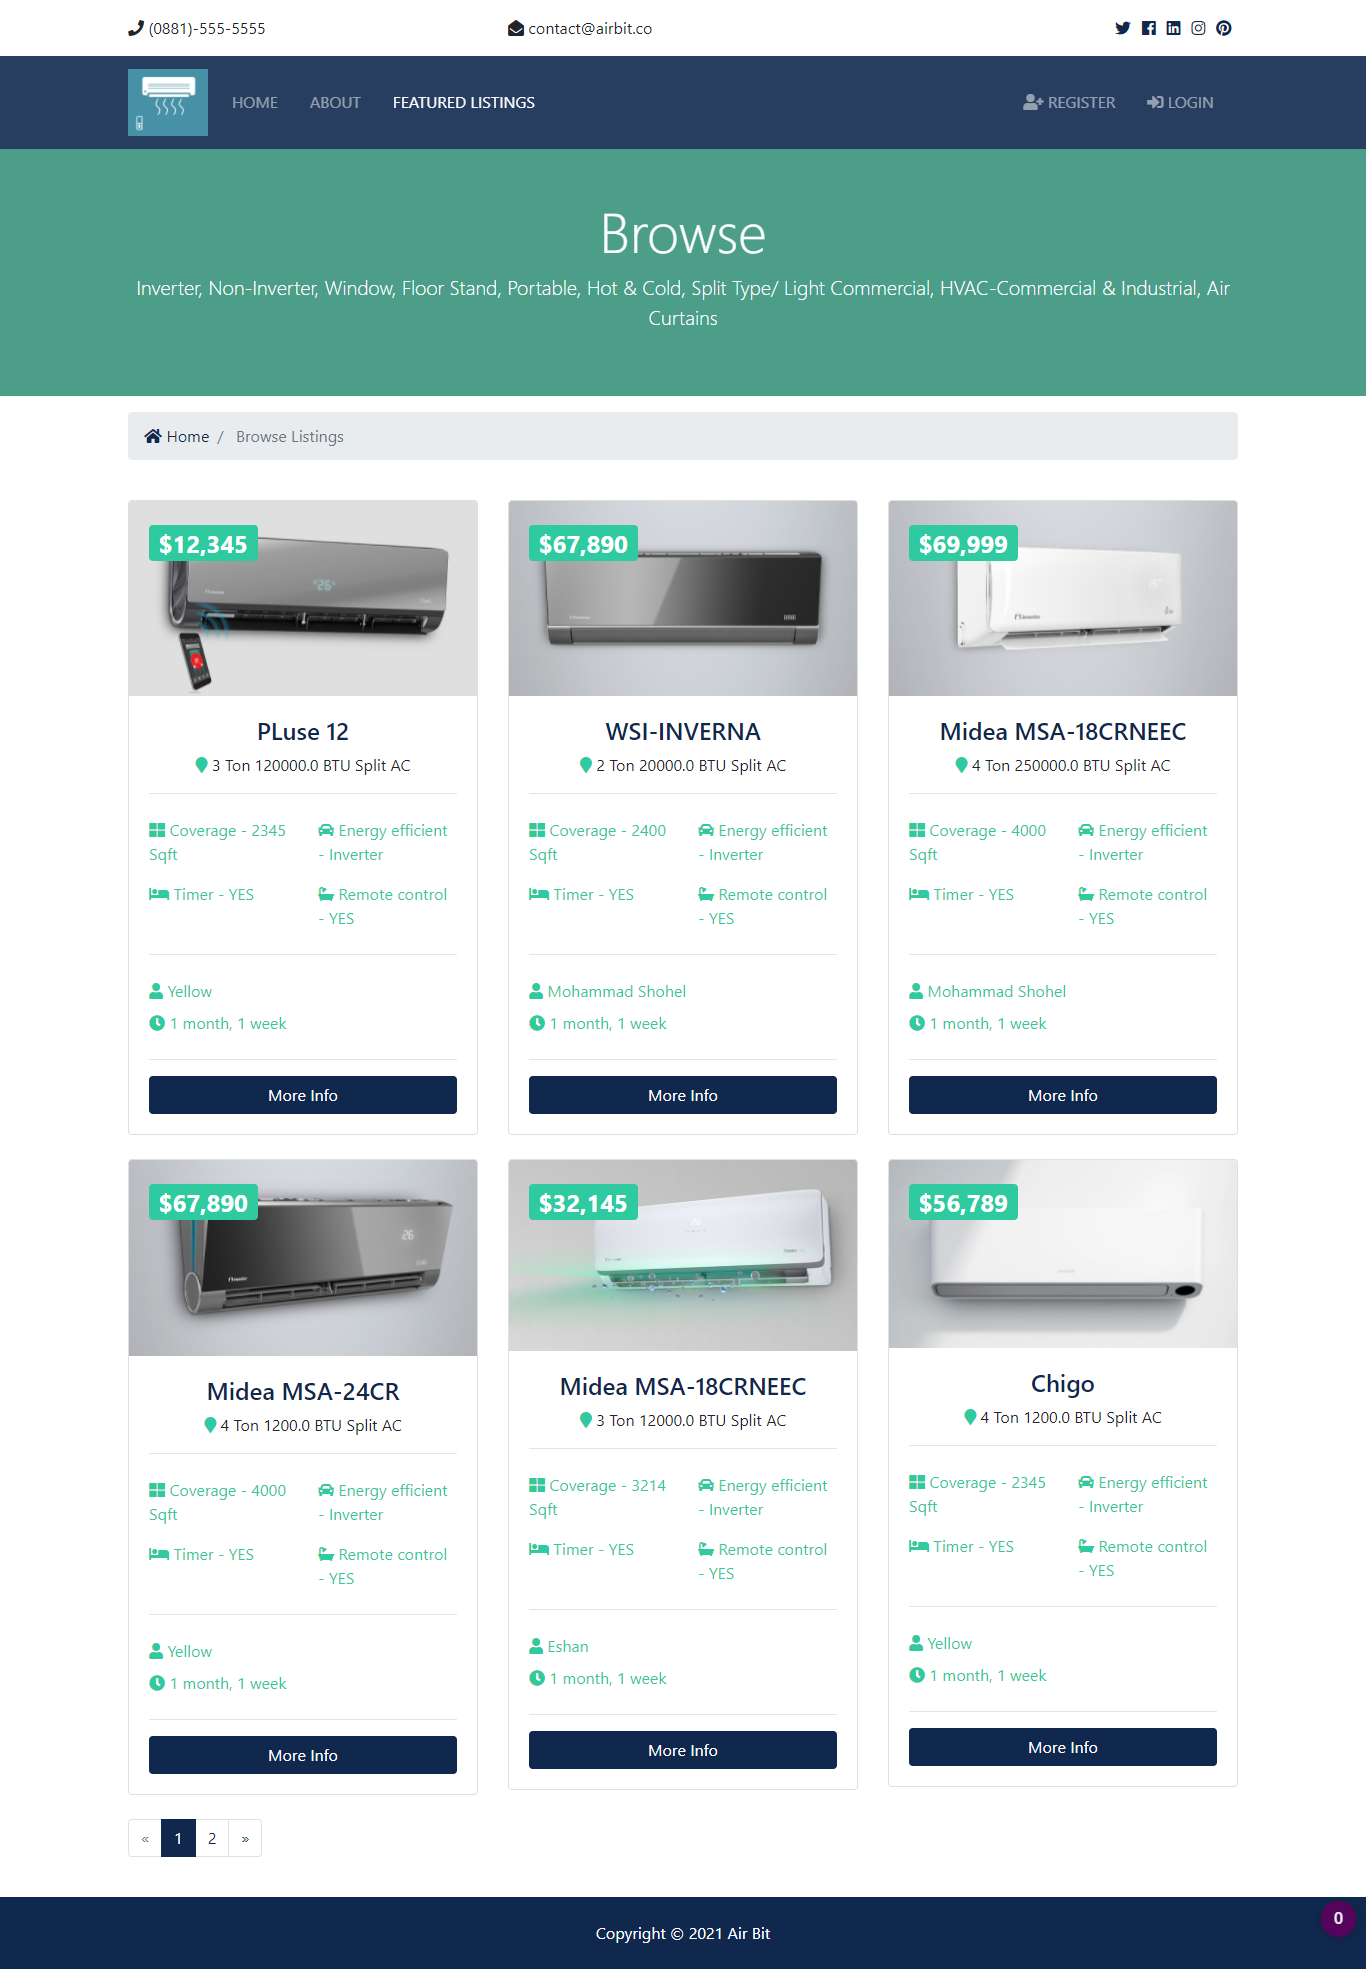 (0881)-555-5555
contact@airbit.co
HOME
ABOUT
FEATURED LISTINGS
REGISTER
LOGIN
Browse
Inverter, Non-Inverter, Window, Floor Stand, Portable, Hot & Cold, Split Type/ Light Commercial, HVAC-Commercial & Industrial, Air
Curtains
Home / Browse Listings
$12,345
PLuse 12
3 Ton 120000.0 BTU Split AC
Coverage - 2345
Sqft
Energy efficient
- Inverter
Timer - YES
Remote control
- YES
Yellow
1 month, 1 week
More Info
$67,890
WSI-INVERNA
2 Ton 20000.0 BTU Split AC
Coverage - 2400
Sqft
Energy efficient
- Inverter
Timer - YES
Remote control
- YES
Mohammad Shohel
1 month, 1 week
More Info
$69,999
Midea MSA-18CRNEEC
4 Ton 250000.0 BTU Split AC
Coverage - 4000
Sqft
Energy efficient
- Inverter
Timer - YES
Remote control
- YES
Mohammad Shohel
1 month, 1 week
More Info
$67,890
Midea MSA-24CR
4 Ton 1200.0 BTU Split AC
Coverage - 4000
Sqft
Energy efficient
- Inverter
Timer - YES
Remote control
- YES
Yellow
1 month, 1 week
More Info
$32,145
Midea MSA-18CRNEEC
3 Ton 12000.0 BTU Split AC
Coverage - 3214
Sqft
Energy efficient
- Inverter
Timer - YES
Remote control
- YES
Eshan
1 month, 1 week
More Info
$56,789
Chigo
4 Ton 1200.0 BTU Split AC
Coverage - 2345
Sqft
Energy efficient
- Inverter
Timer - YES
Remote control
- YES
Yellow
1 month, 1 week
More Info
« 1 2 »
Copyright © 2021 Air Bit
0